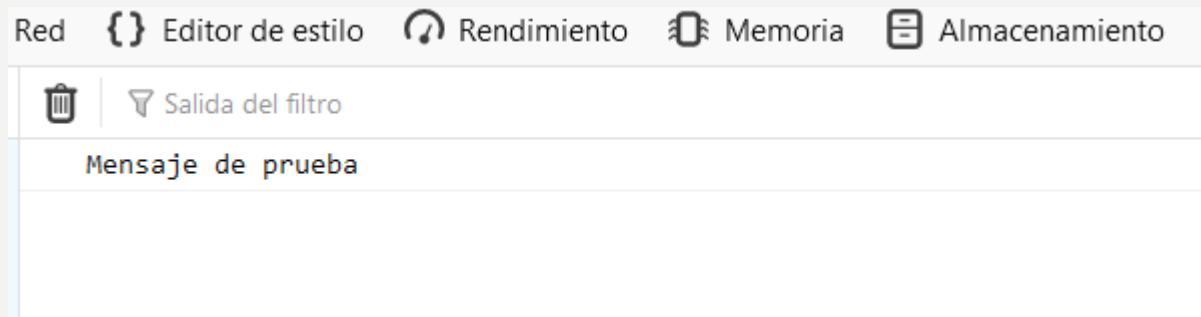 Red {} Editor de estilo Rendimiento Memoria Almacenamiento
Salida del filtro
Mensaje de prueba